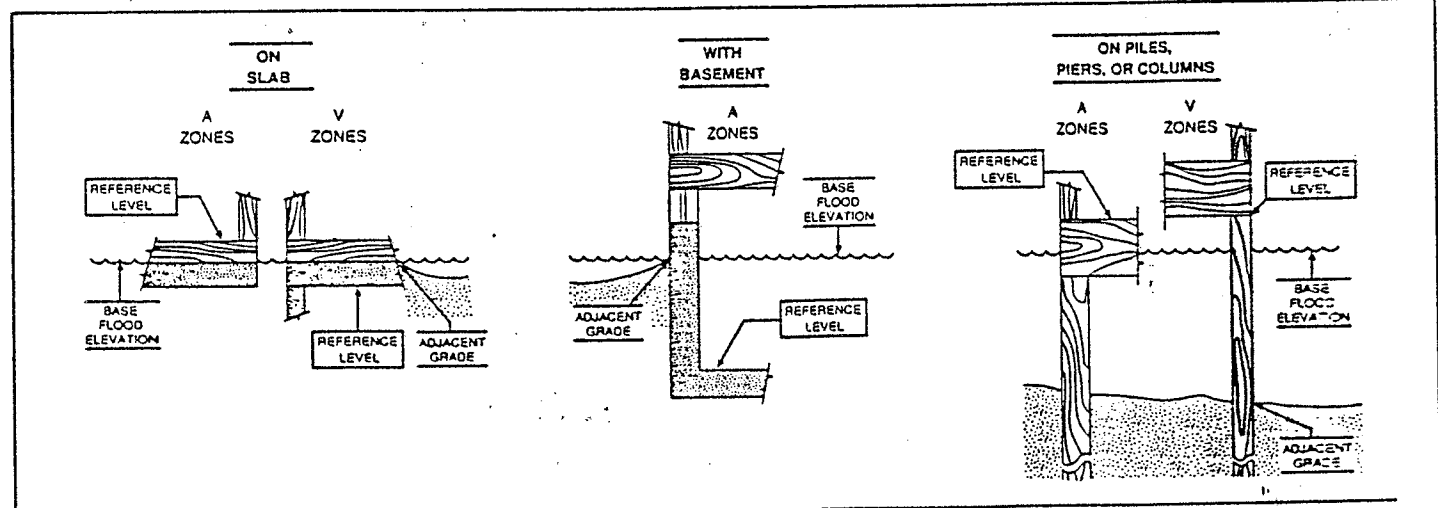 ON
SLAB
A
ZONES
V
ZONES
REFERENCE
LEVEL
BASE
FLOOD
ELEVATION
REFERENCE
LEVEL
ADJACENT
GRADE
WITH
BASEMENT
A
ZONES
BASE
FLOOD
ELEVATION
ADJACENT
GRADE
REFERENCE
LEVEL
ON PILES,
PIERS, OR COLUMNS
A
ZONES
V
ZONES
REFERENCE
LEVEL
REFERENCE
LEVEL
BASE
FLOOD
ELEVATION
ADJACENT
GRADE